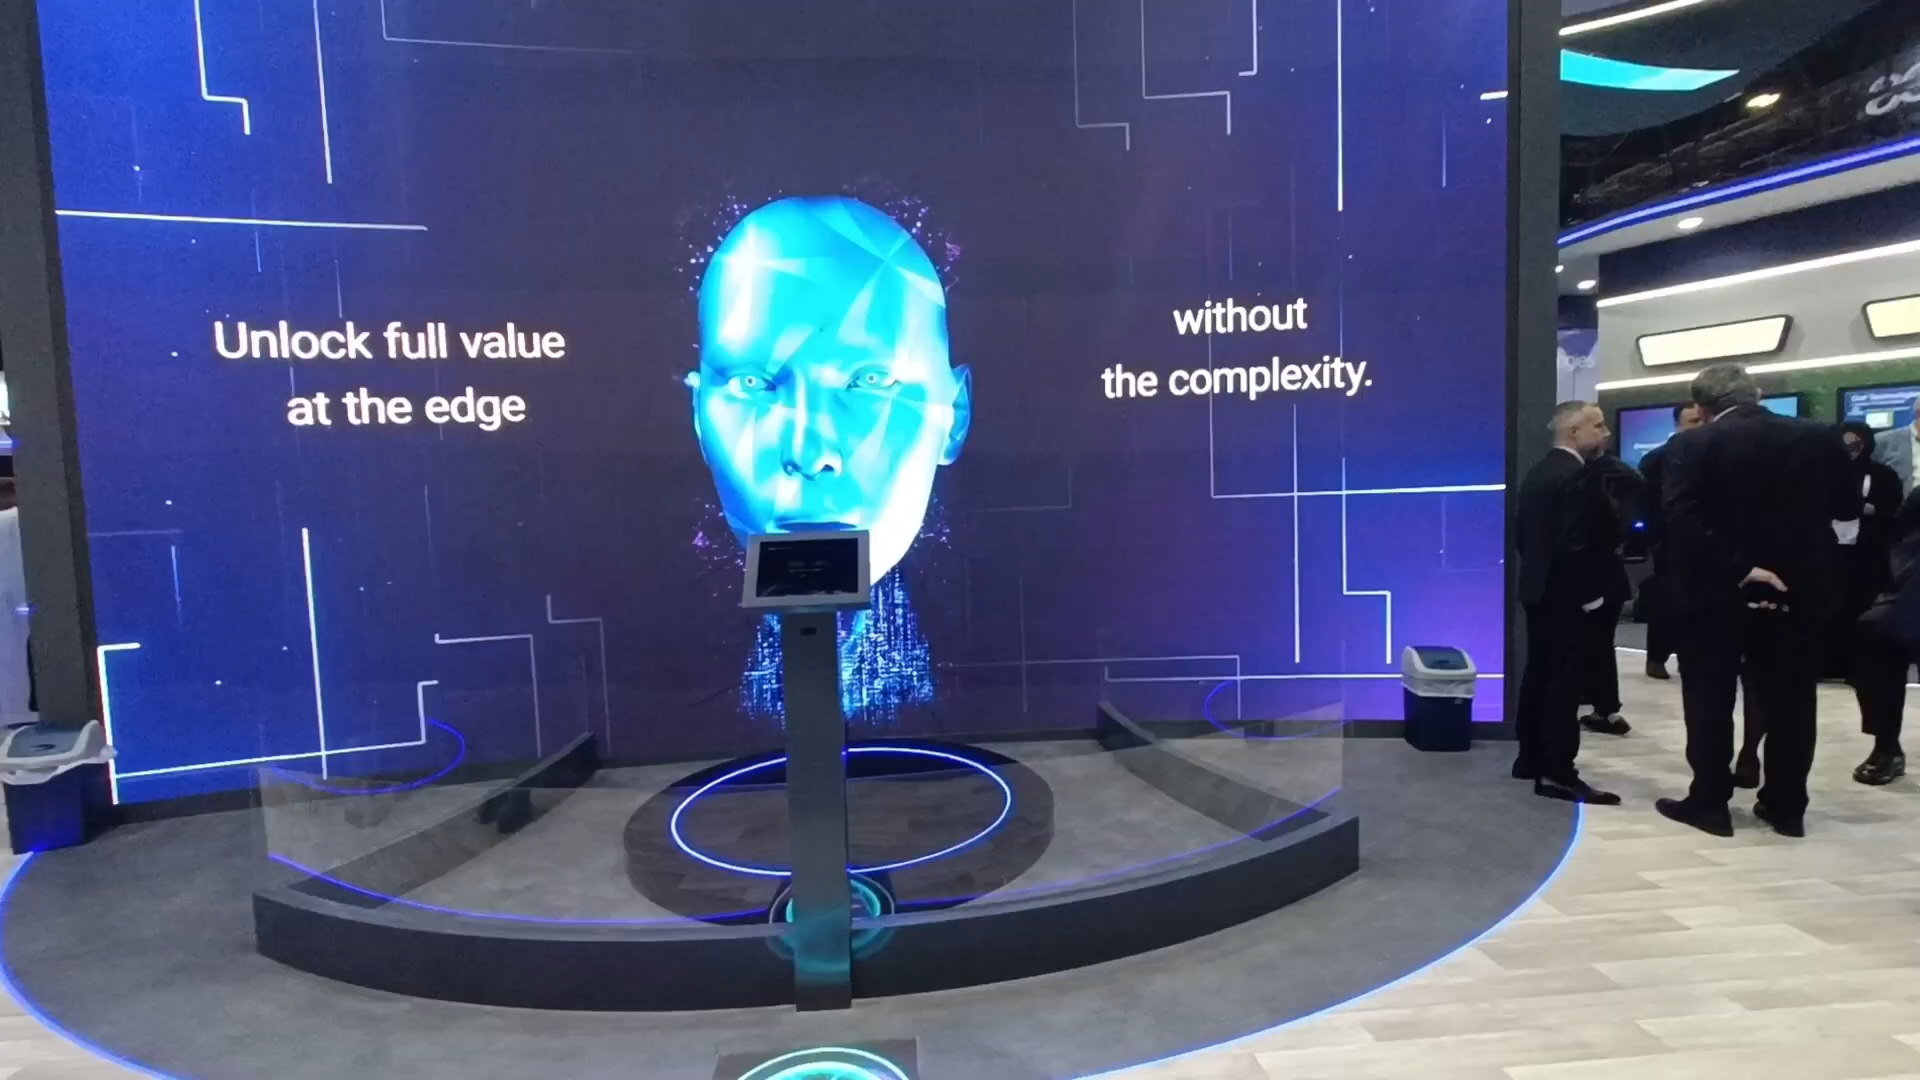 Unlock full value
at the edge
without
the complexity.